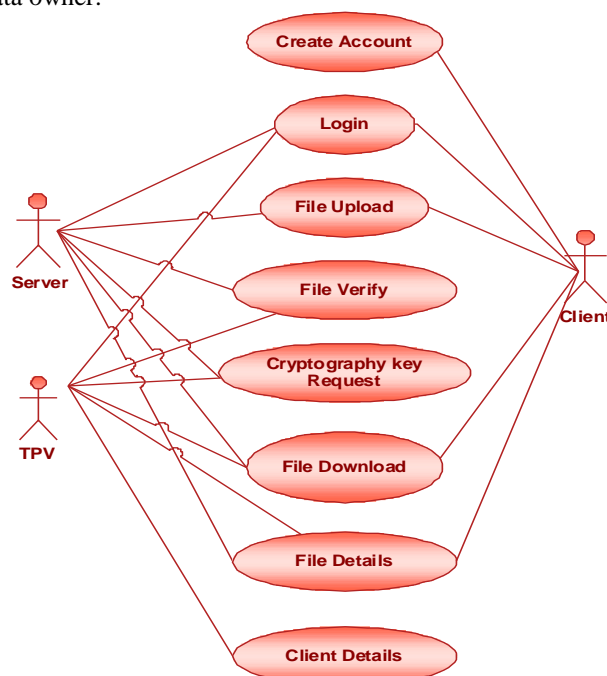 ata owner.
Create Account
Login
File Upload
Server
File Verify
Client
Cryptography key
Request
TPV
File Download
File Details
Client Details